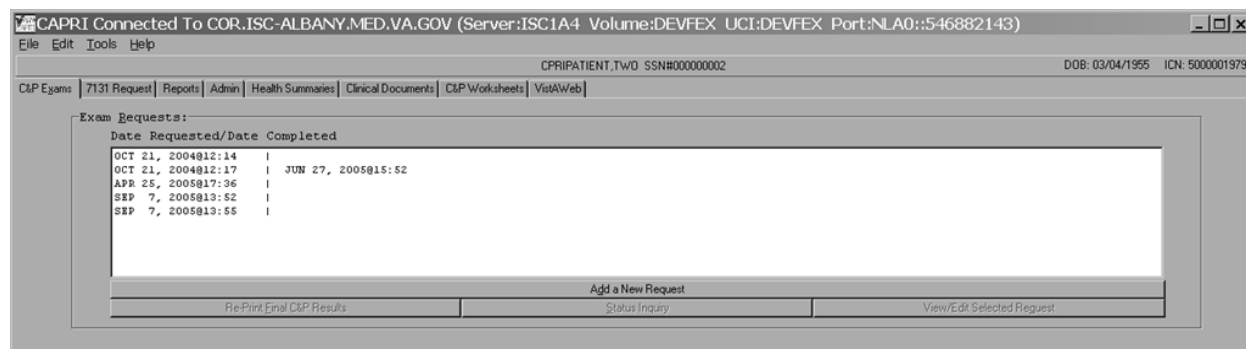 CAPRI Connected To COR.ISC-ALBANY.MED.VA.GOV (Server:ISC1A4 Volume:DEVFEX UCI:DEVFEX Port:NLA0::546882143)
File Edit Tools Help
CPRIPATIENT,TWO SSN#000000002 DOB: 03/04/1955 ICN: 5000001979
C&P Exams 7131 Request Reports Admin Health Summaries Clinical Documents C&P Worksheets VistAWeb
Exam Requests:
Date Requested/Date Completed
OCT 21, 2004@12:14 |
OCT 21, 2004@12:17 | JUN 27, 2005@15:52
APR 25, 2005@17:36 |
SEP 7, 2005@13:52 |
SEP 7, 2005@13:55 |
Add a New Request
Re-Print Final C&P Results Status Inquiry View/Edit Selected Request